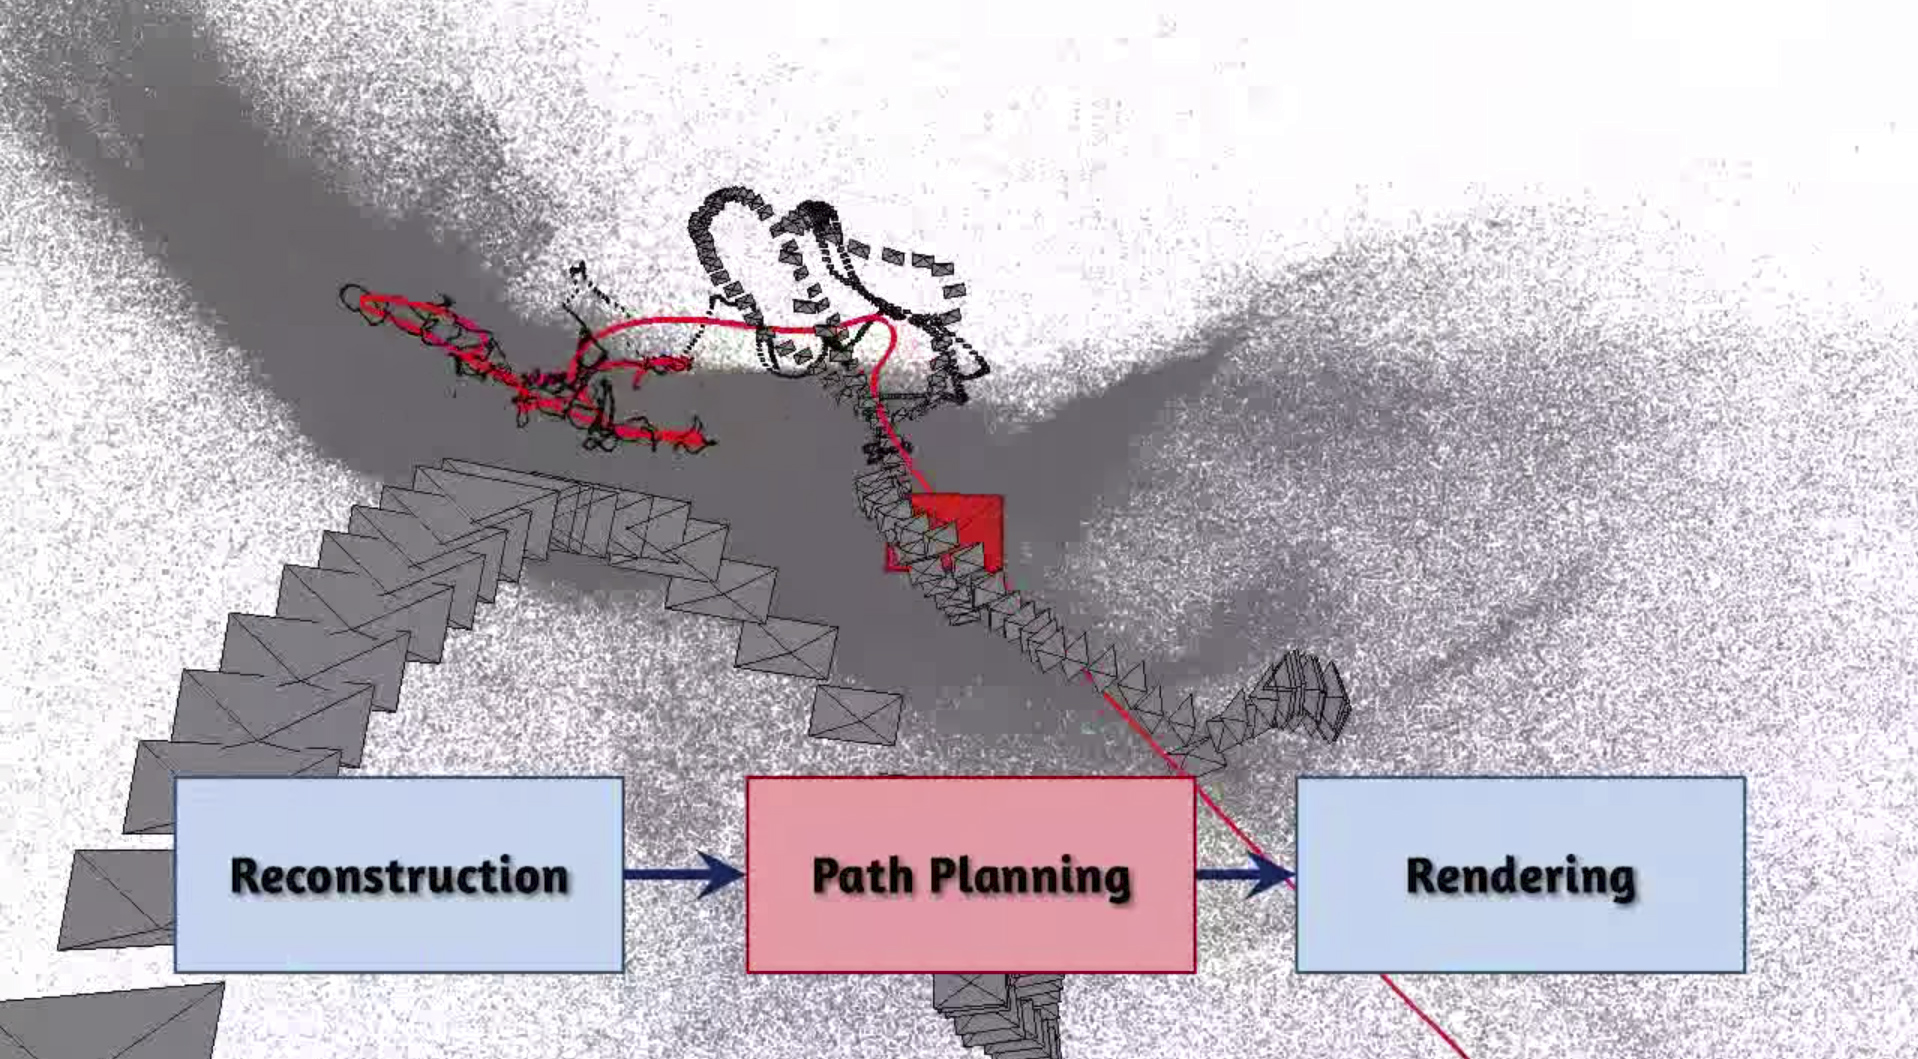 Reconstruction
Path Planning
Rendering